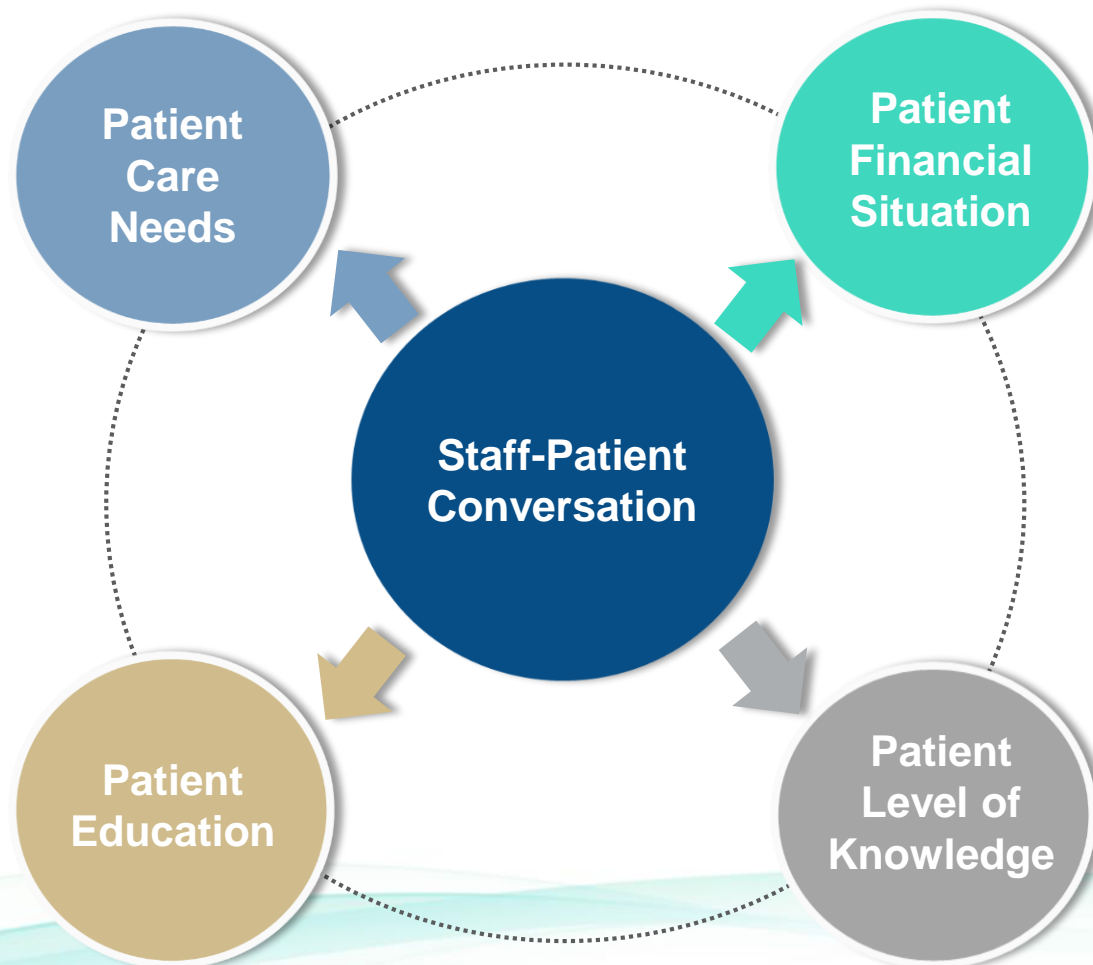 Patient
Care
Needs
Patient
Financial
Situation
Staff-Patient
Conversation
Patient
Education
Patient
Level of
Knowledge